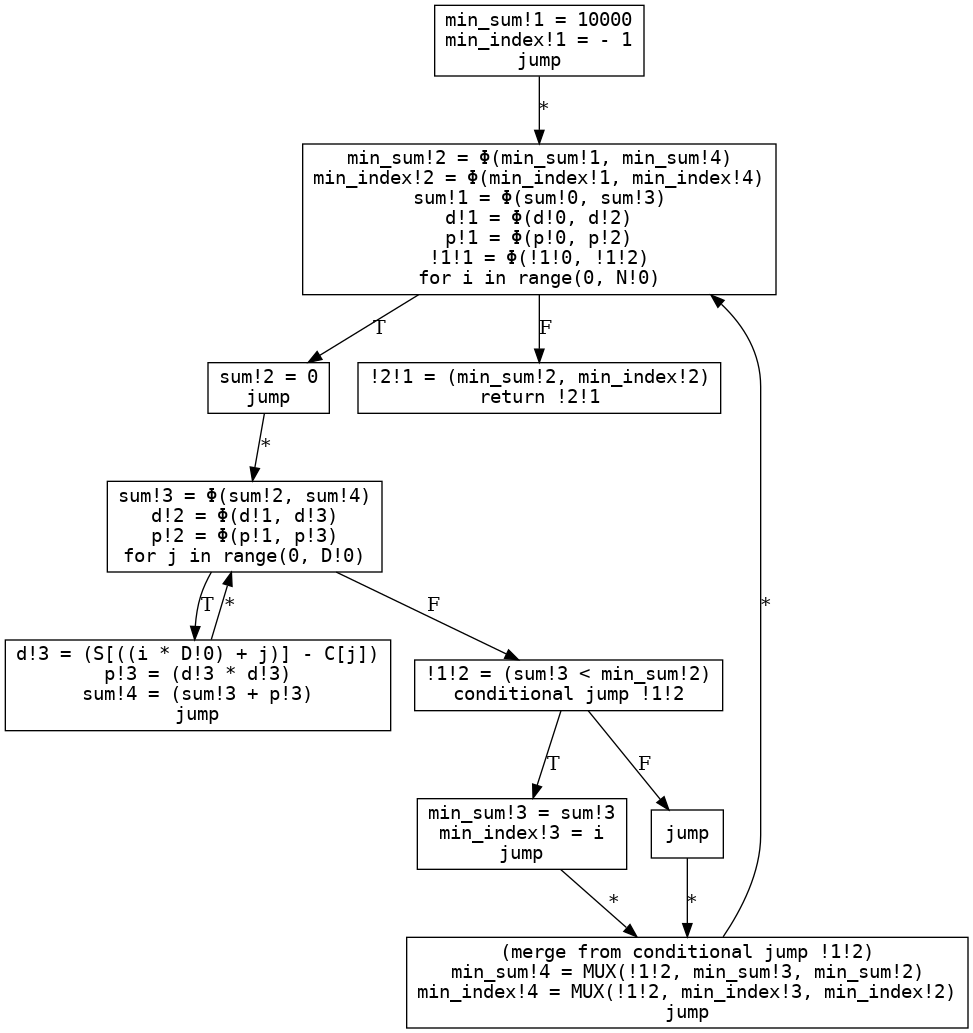 min_sum!1 = 10000
min_index!1 = - 1
jump
*
min_sum!2 = Φ(min_sum!1, min_sum!4)
min_index!2 = Φ(min_index!1, min_index!4)
sum!1 = Φ(sum!0, sum!3)
d!1 = Φ(d!0, d!2)
p!1 = Φ(p!0, p!2)
!1!1 = Φ(!1!0, !1!2)
for i in range(0, N!0)
T
F
sum!2 = 0
jump
!2!1 = (min_sum!2, min_index!2)
return !2!1
*
sum!3 = Φ(sum!2, sum!4)
d!2 = Φ(d!1, d!3)
p!2 = Φ(p!1, p!3)
for j in range(0, D!0)
T
*
F
*
d!3 = (S[((i * D!0) + j)] - C[j])
p!3 = (d!3 * d!3)
sum!4 = (sum!3 + p!3)
jump
!1!2 = (sum!3 < min_sum!2)
conditional jump !1!2
T
F
min_sum!3 = sum!3
min_index!3 = i
jump
jump
*
*
(merge from conditional jump !1!2)
min_sum!4 = MUX(!1!2, min_sum!3, min_sum!2)
min_index!4 = MUX(!1!2, min_index!3, min_index!2)
jump